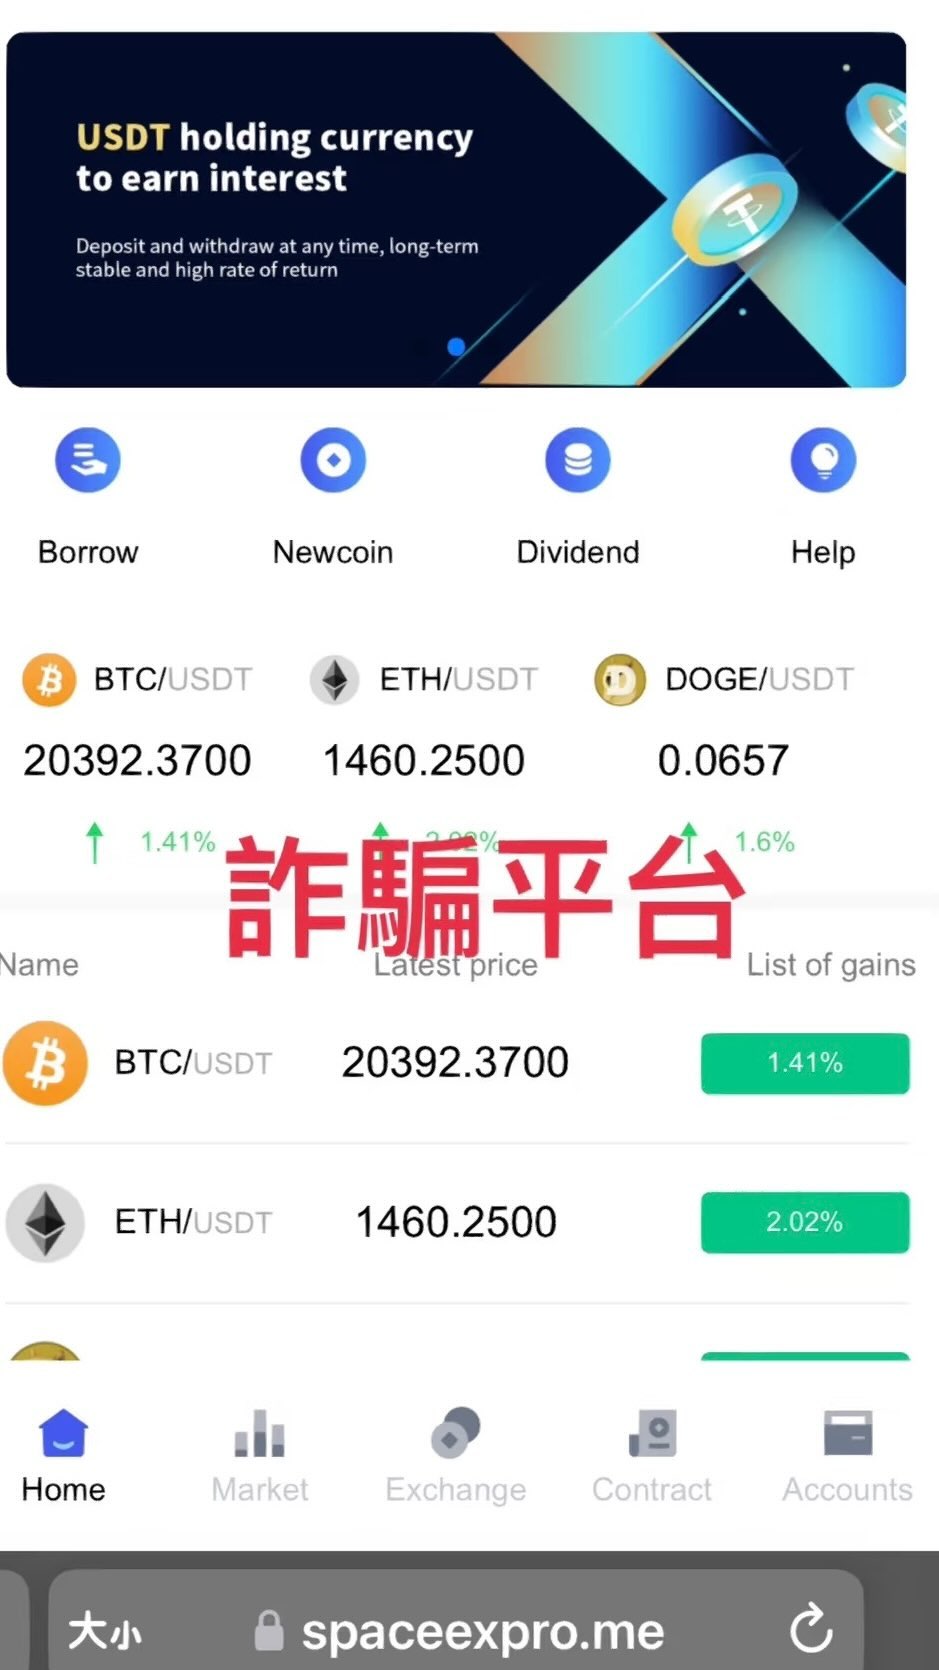 USDT holding currency
to earn interest
Deposit and withdraw at any time, long-term
stable and high rate of return
Borrow Newcoin Dividend Help
BTC/USDT ETH/USDT DOGE/USDT
20392.3700 1460.2500 0.0657
1.41% 2.02% 1.6%
詐騙平台
Name Latest price List of gains
BTC/USDT 20392.3700 1.41%
ETH/USDT 1460.2500 2.02%
Home Market Exchange Contract Accounts
大小 spaceexpro.me